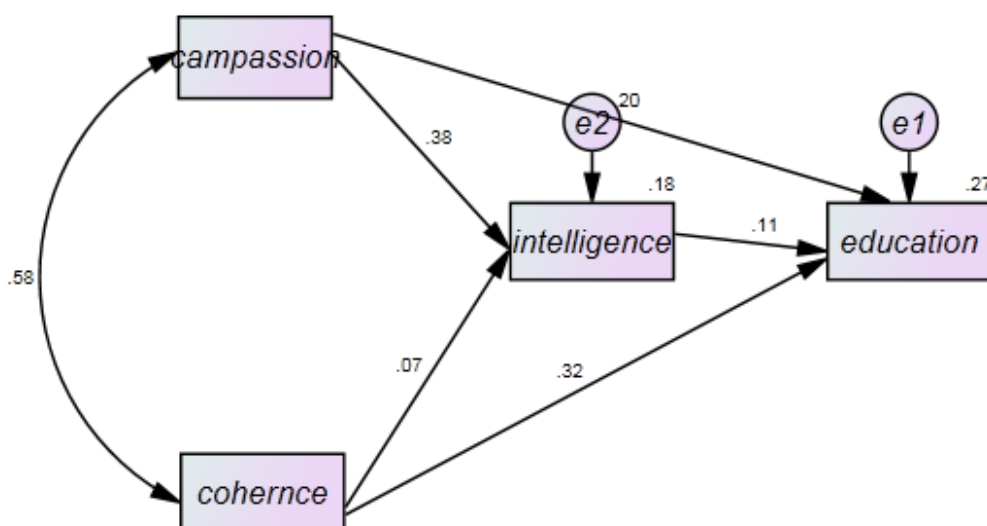 campassion
.20
e2
e1
.38
.18
.27
intelligence
education
.11
.58
.07
.32
cohernce